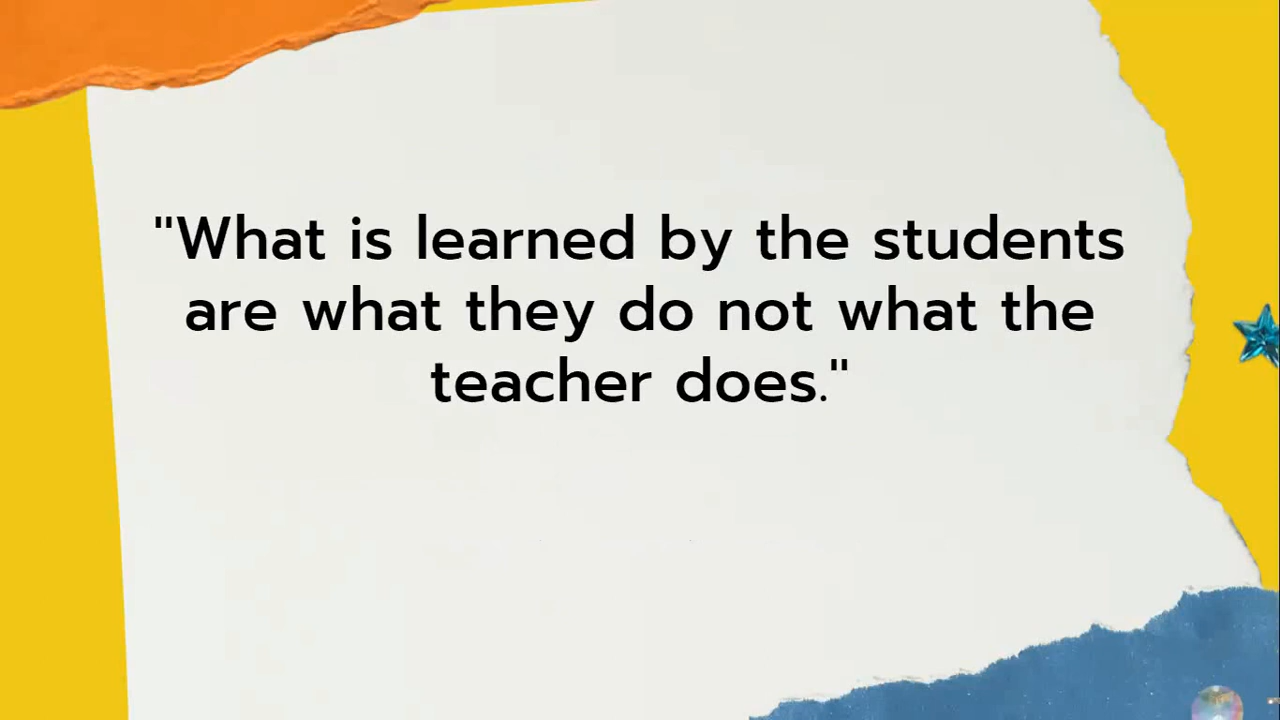 "What is learned by the students
are what they do not what the
teacher does."